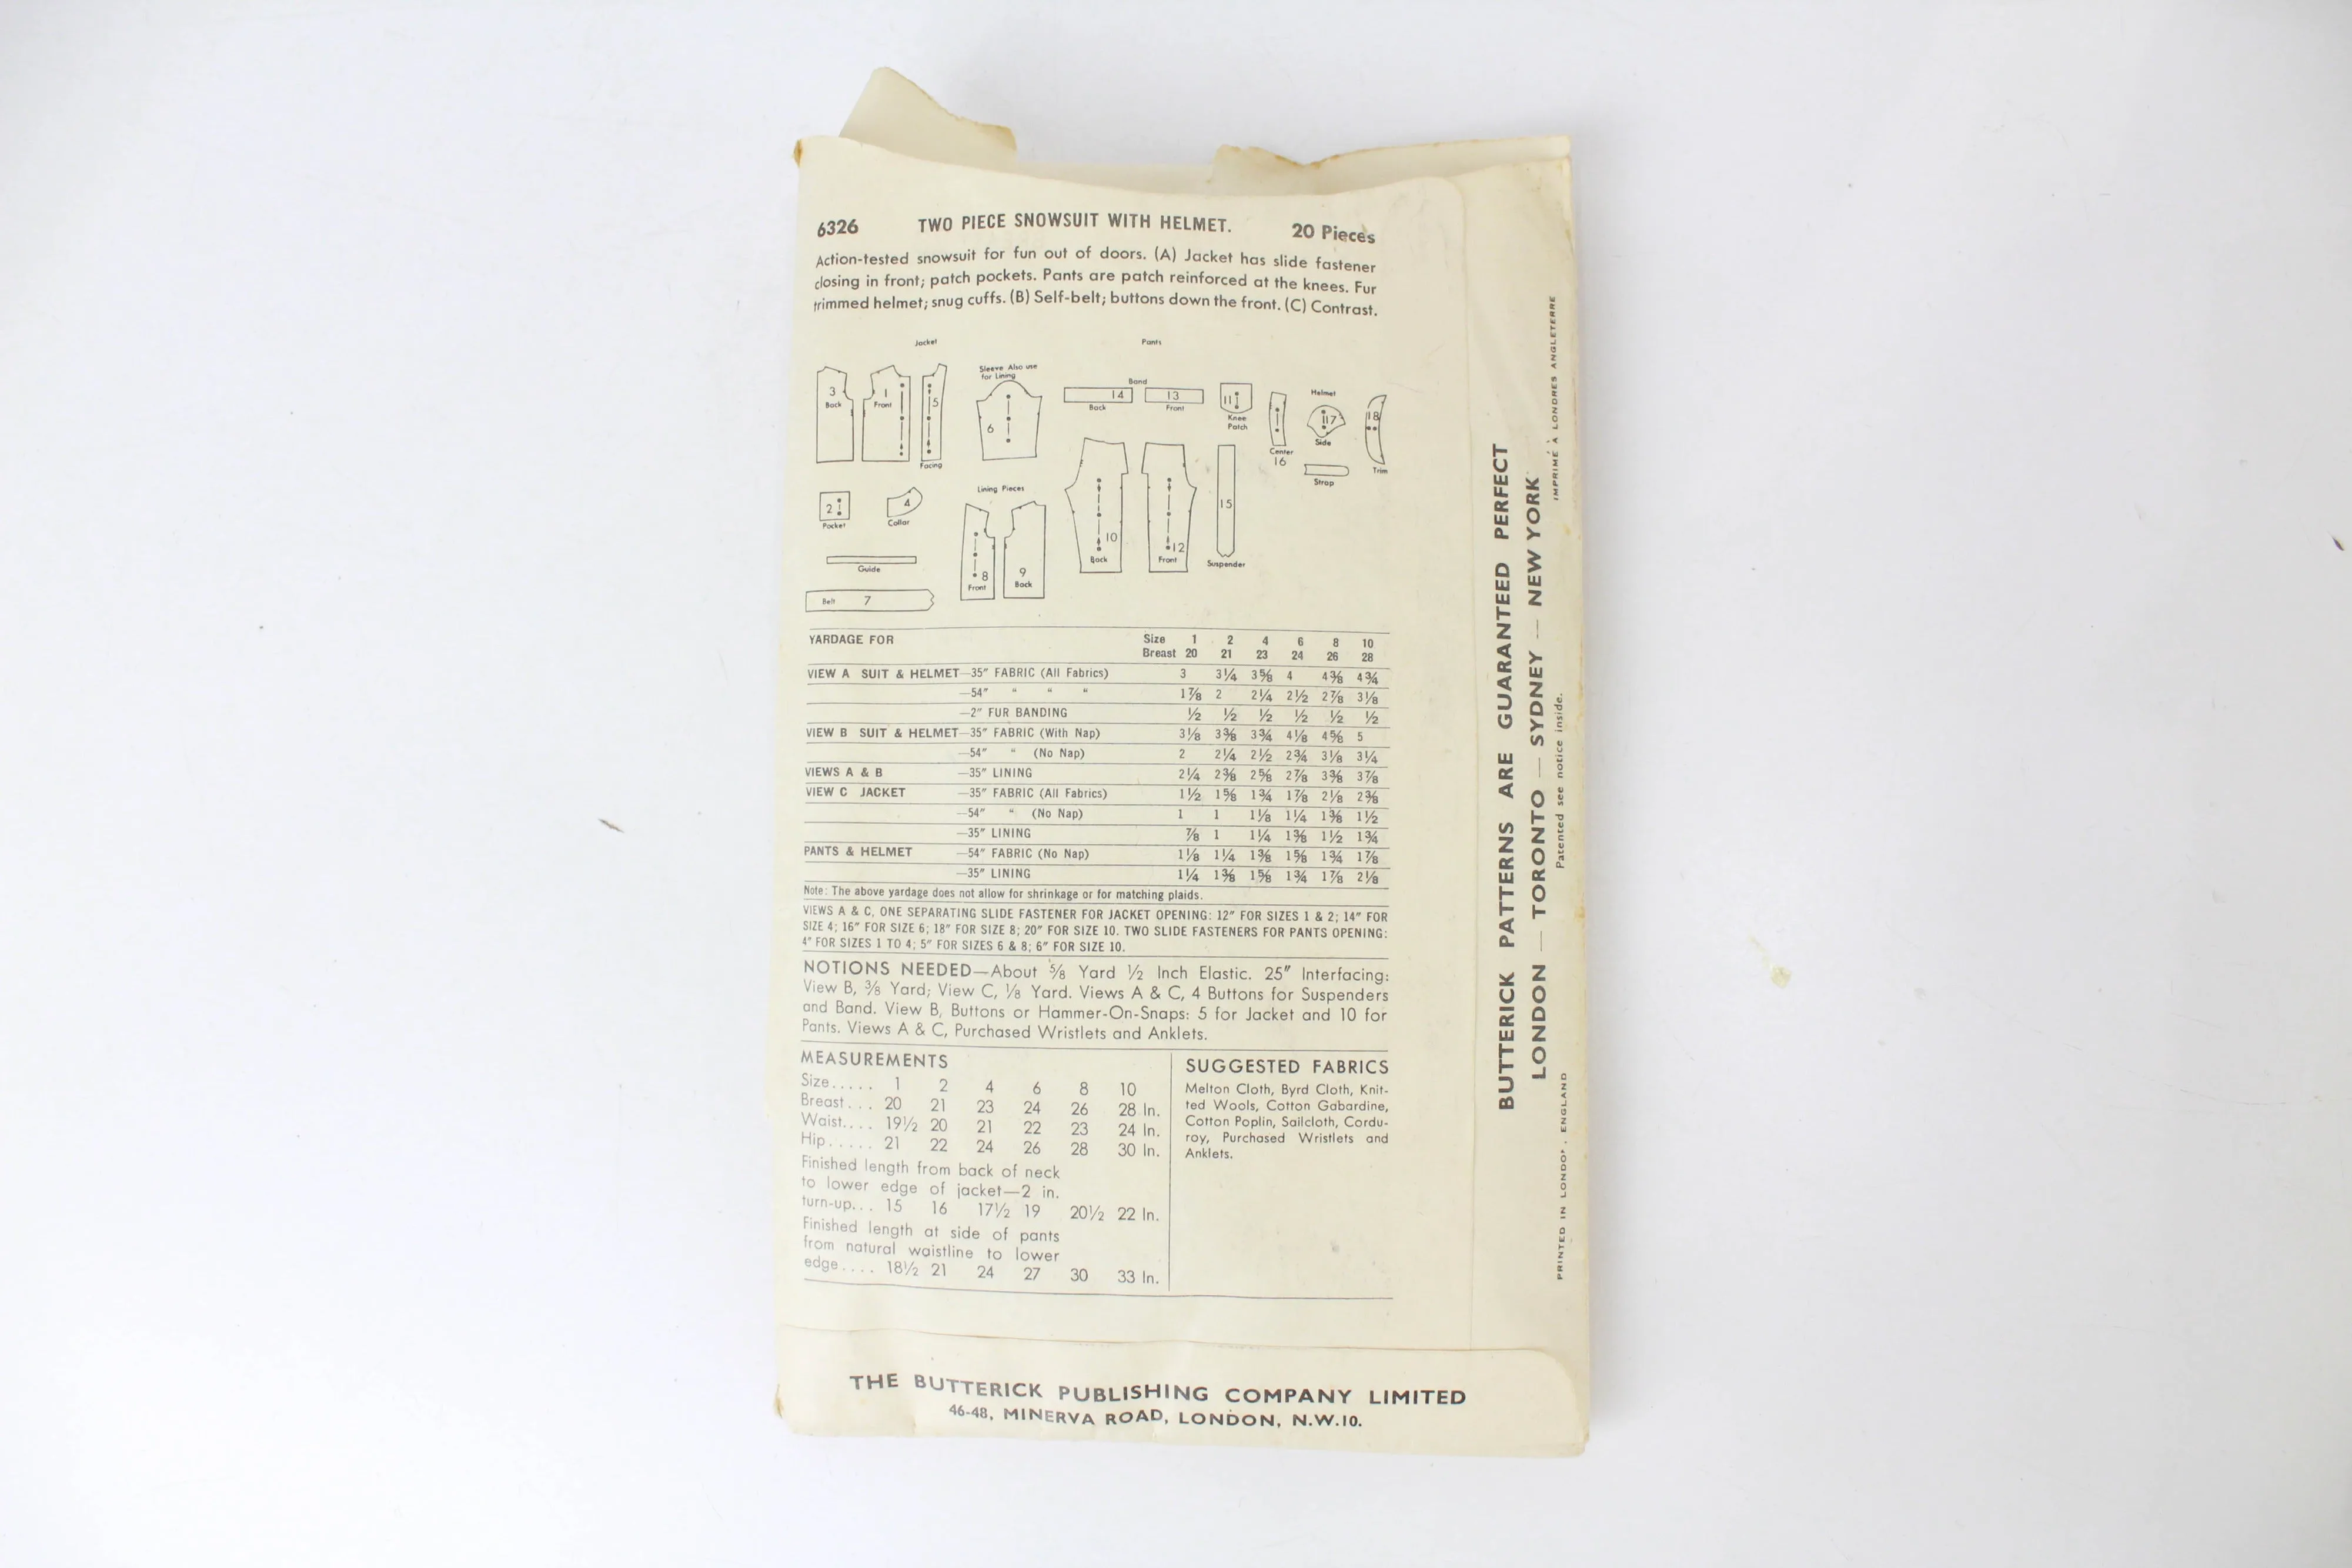 6326 TWO PIECE SNOWSUIT WITH HELMET. 20 Pieces
Action-tested snowsuit for fun out of doors. (A) Jacket has slide fastener
closing in front; patch pockets. Pants are patch reinforced at the knees. Fur
trimmed helmet; snug cuffs. (B) Self-belt; buttons down the front. (C) Contrast.
Jacket
3
Back
1
Front
5
Facing
Sleeve Also use
for Lining
6
2
Pocket
4
Collar
Guide
Belt 7
Lining Pieces
8
Front
9
Back
Pants
Band
14
Back
13
Front
11
Knee
Patch
10
Back
12
Front
15
Suspender
Helmet
Center
16
17
Side
18
Trim
Strap
YARDAGE FOR Size 1 2 4 6 8 10
Breast 20 21 23 24 26 28
VIEW A SUIT & HELMET—35" FABRIC (All Fabrics) 3 3¼ 3⅝ 4 4⅜ 4¾
—54" " " " 1⅞ 2 2¼ 2½ 2⅞ 3⅛
—2" FUR BANDING ½ ½ ½ ½ ½ ½
VIEW B SUIT & HELMET—35" FABRIC (With Nap) 3⅛ 3⅜ 3¾ 4⅛ 4⅝ 5
—54" " (No Nap) 2 2¼ 2½ 2¾ 3⅛ 3¼
VIEWS A & B —35" LINING 2¼ 2⅜ 2⅝ 2⅞ 3⅜ 3⅞
VIEW C JACKET —35" FABRIC (All Fabrics) 1½ 1⅝ 1¾ 1⅞ 2⅛ 2⅜
—54" " (No Nap) 1 1 1⅛ 1¼ 1⅜ 1½
—35" LINING ⅞ 1 1¼ 1⅜ 1½ 1¾
PANTS & HELMET —54" FABRIC (No Nap) 1⅛ 1¼ 1⅜ 1⅝ 1¾ 1⅞
—35" LINING 1¼ 1⅜ 1⅝ 1¾ 1⅞ 2⅛
Note: The above yardage does not allow for shrinkage or for matching plaids.
VIEWS A & C, ONE SEPARATING SLIDE FASTENER FOR JACKET OPENING: 12" FOR SIZES 1 & 2; 14" FOR
SIZE 4; 16" FOR SIZE 6; 18" FOR SIZE 8; 20" FOR SIZE 10. TWO SLIDE FASTENERS FOR PANTS OPENING:
4" FOR SIZES 1 TO 4; 5" FOR SIZES 6 & 8; 6" FOR SIZE 10.
NOTIONS NEEDED—About ⅝ Yard ½ Inch Elastic. 25" Interfacing:
View B, ⅜ Yard; View C, ⅛ Yard. Views A & C, 4 Buttons for Suspenders
and Band. View B, Buttons or Hammer-On-Snaps: 5 for Jacket and 10 for
Pants. Views A & C, Purchased Wristlets and Anklets.
MEASUREMENTS
Size..... 1 2 4 6 8 10
Breast... 20 21 23 24 26 28 In.
Waist.... 19½ 20 21 22 23 24 In.
Hip..... 21 22 24 26 28 30 In.
Finished length from back of neck
to lower edge of jacket—2 in.
turn-up... 15 16 17½ 19 20½ 22 In.
Finished length at side of pants
from natural waistline to lower
edge.... 18½ 21 24 27 30 33 In.
SUGGESTED FABRICS
Melton Cloth, Byrd Cloth, Knit-
ted Wools, Cotton Gabardine,
Cotton Poplin, Sailcloth, Cordu-
roy, Purchased Wristlets and
Anklets.
THE BUTTERICK PUBLISHING COMPANY LIMITED
46-48, MINERVA ROAD, LONDON, N.W.10.
BUTTERICK PATTERNS ARE GUARANTEED PERFECT
LONDON — TORONTO — SYDNEY — NEW YORK
PRINTED IN LONDON, ENGLAND
Patented see notice inside.
IMPRIMÉ À LONDRES ANGLETERRE